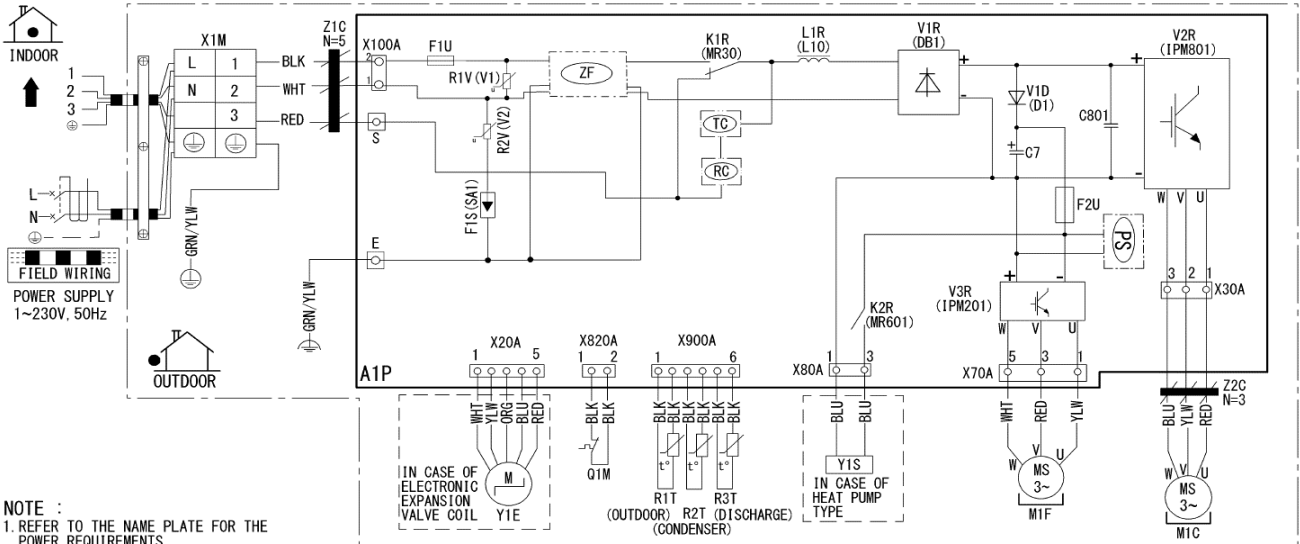 INDOOR
1
2
3
X1M
L 1
N 2
3
BLK
WHT
RED
Z1C
N=5
X100A
2
1
S
E
F1U
R1V(V1)
R2V(V2)
F1S(SA1)
ZF
K1R
(MR30)
L1R
(L10)
TC
RC
V1R
(DB1)
+
-
V1D
(D1)
+
C7
C801
F2U
PS
V2R
(IPM801)
+
-
W V U
3 2 1
X30A
L
N
GRN/YLW
GRN/YLW
FIELD WIRING
POWER SUPPLY
1~230V, 50Hz
OUTDOOR
A1P
K2R
(MR601)
V3R
(IPM201)
+ -
W V U
X20A
1 5
X820A
1 2
X900A
1 6
X80A
1 3
X70A
5 3 1
Z2C
N=3
WHT
YLW
ORG
BLU
RED
BLK
BLK
BLK
BLK
BLK
BLK
BLK
BLK
BLU
BLU
WHT
RED
YLW
BLU
YLW
RED
IN CASE OF
ELECTRONIC
EXPANSION
VALVE COIL
M
Y1E
Q1M
t°
t°
t°
R1T
(OUTDOOR)
R2T
(CONDENSER)
R3T
(DISCHARGE)
Y1S
IN CASE OF
HEAT PUMP
TYPE
W V U
MS
3~
M1F
W V U
MS
3~
M1C
NOTE :
1. REFER TO THE NAME PLATE FOR THE
POWER REQUIREMENTS